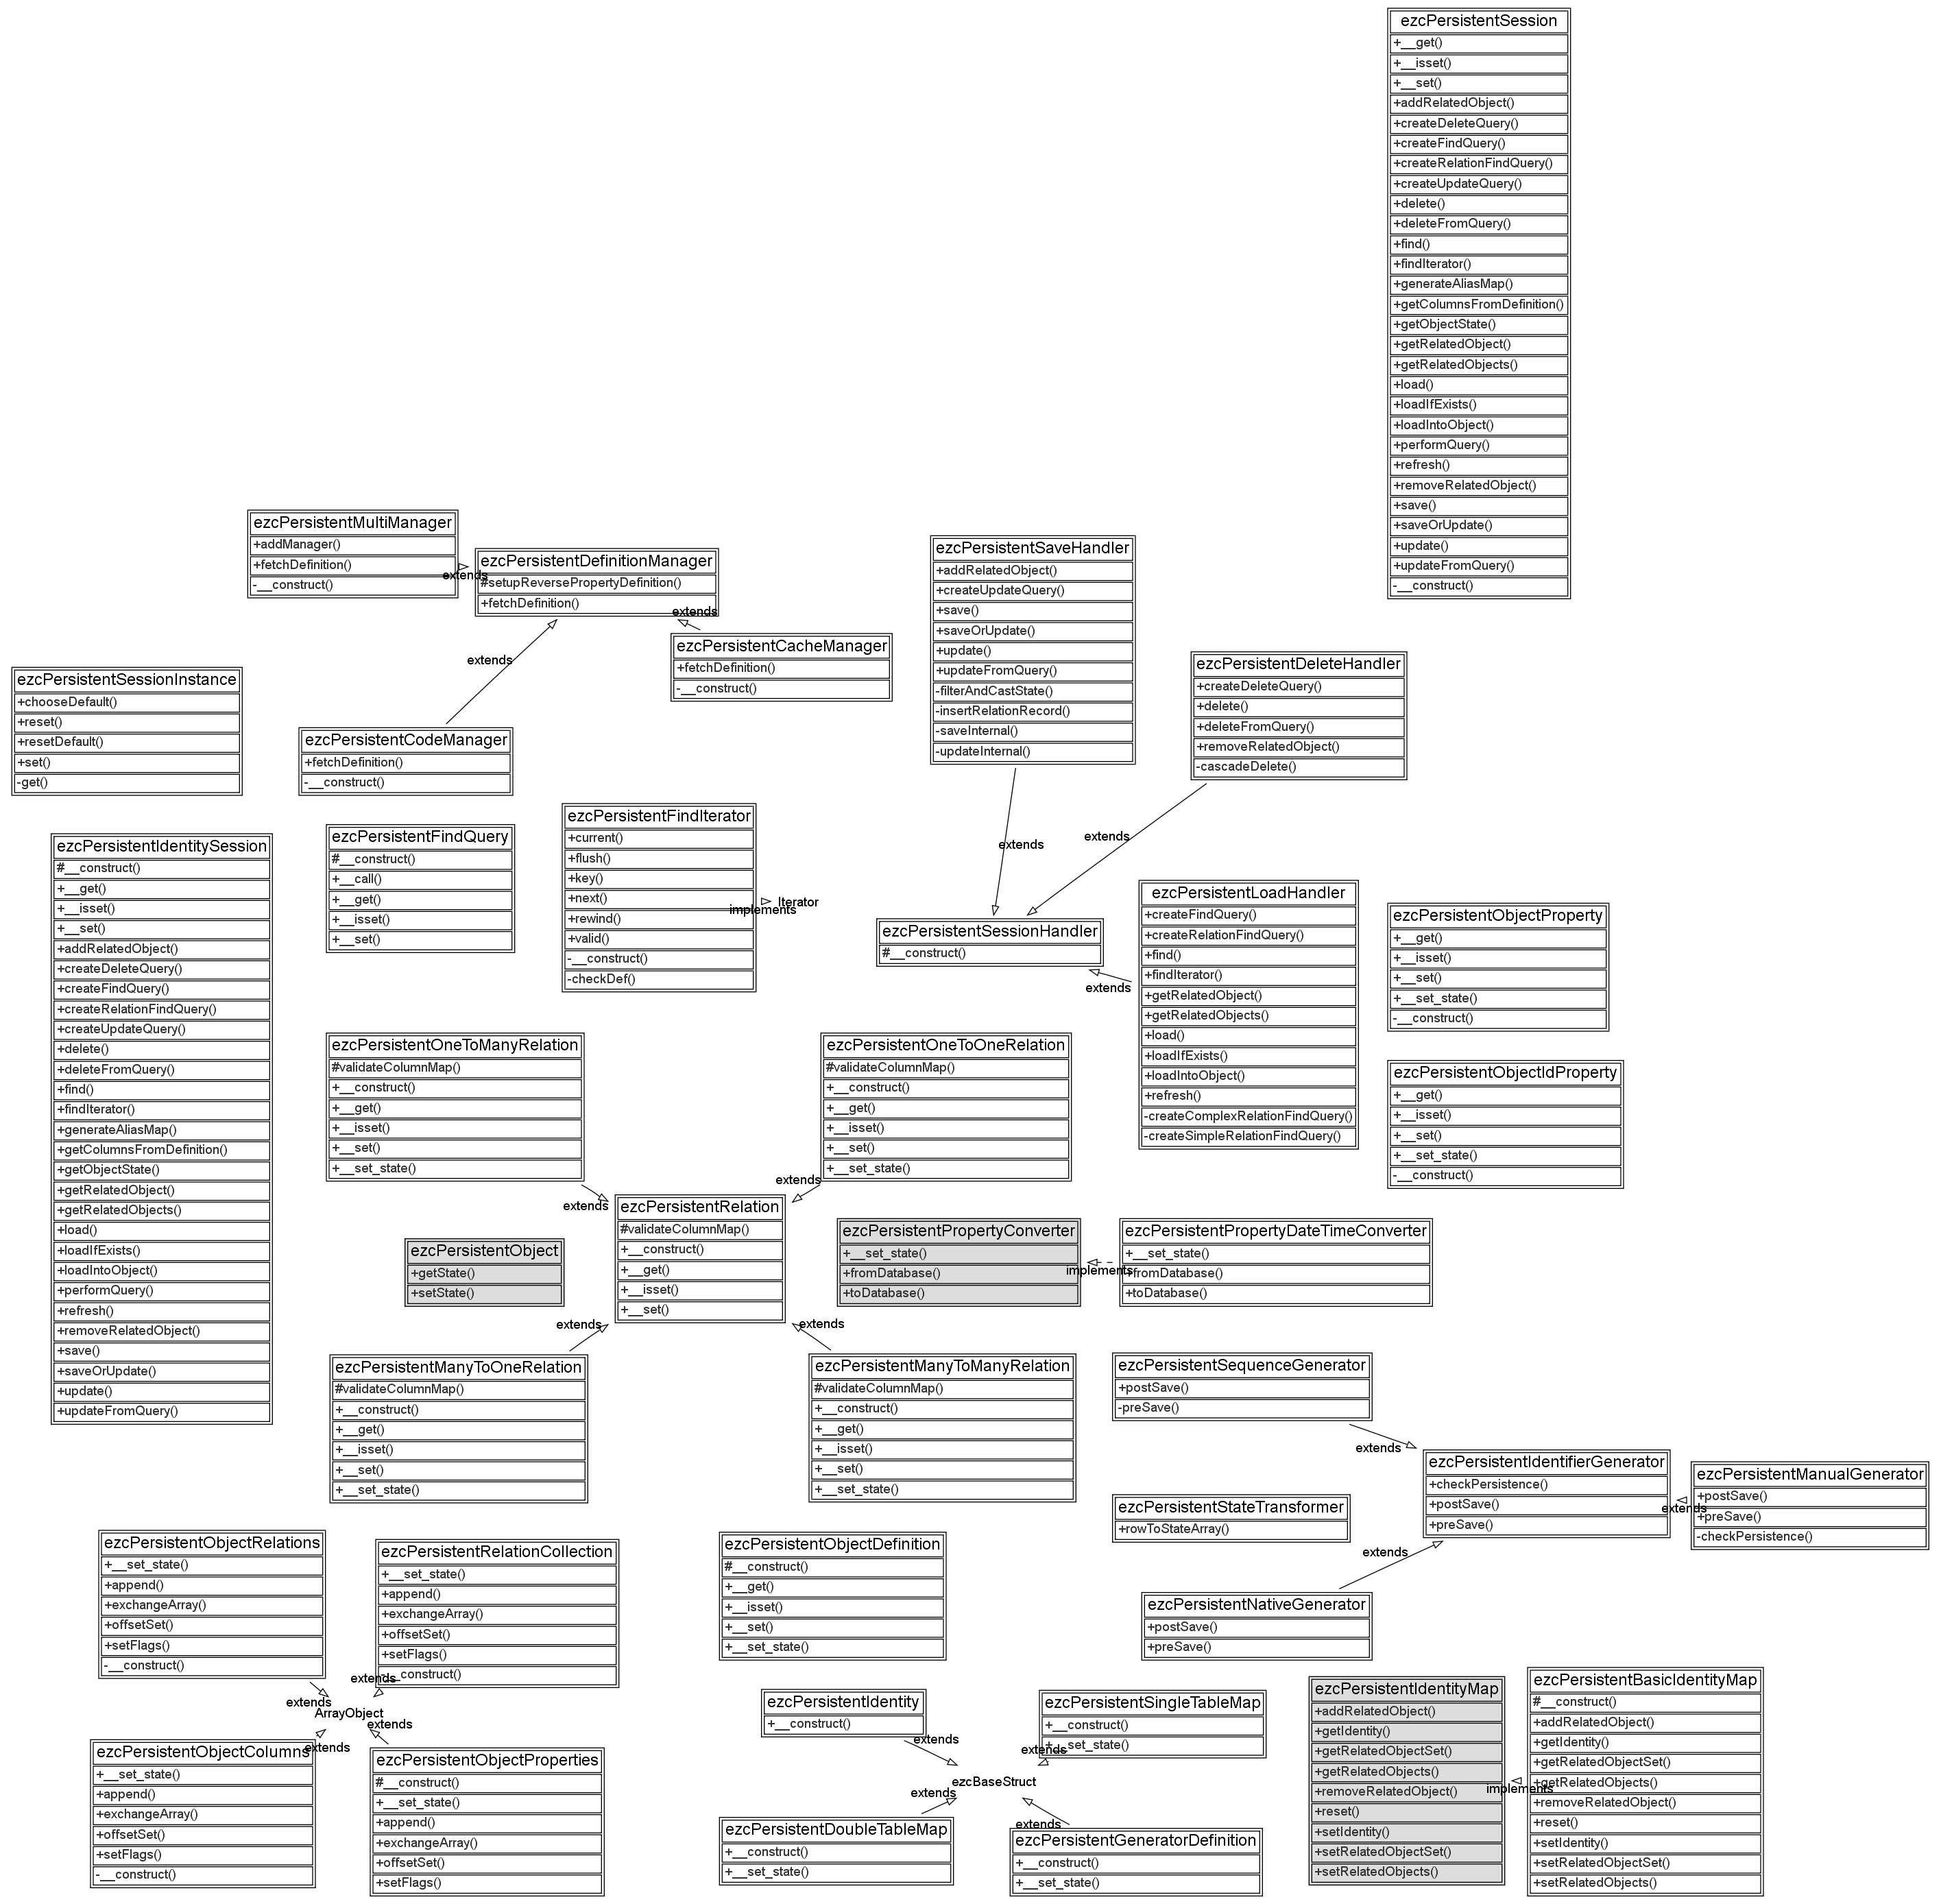 ezcPersistentSession
+__get()
+__isset()
+__set()
+addRelatedObject()
+createDeleteQuery()
+createFindQuery()
+createRelationFindQuery()
+createUpdateQuery()
+delete()
+deleteFromQuery()
+find()
+findIterator()
+generateAliasMap()
+getColumnsFromDefinition()
+getObjectState()
+getRelatedObject()
+getRelatedObjects()
+load()
+loadIfExists()
+loadIntoObject()
+performQuery()
+refresh()
+removeRelatedObject()
+save()
+saveOrUpdate()
+update()
+updateFromQuery()
-__construct()
ezcPersistentMultiManager
+addManager()
+fetchDefinition()
-__construct()
extends
ezcPersistentDefinitionManager
#setupReversePropertyDefinition()
+fetchDefinition()
extends
ezcPersistentCacheManager
+fetchDefinition()
-__construct()
extends
ezcPersistentCodeManager
+fetchDefinition()
-__construct()
ezcPersistentSessionInstance
+chooseDefault()
+reset()
+resetDefault()
+set()
-get()
ezcPersistentSaveHandler
+addRelatedObject()
+createUpdateQuery()
+save()
+saveOrUpdate()
+update()
+updateFromQuery()
-filterAndCastState()
-insertRelationRecord()
-saveInternal()
-updateInternal()
ezcPersistentDeleteHandler
+createDeleteQuery()
+delete()
+deleteFromQuery()
+removeRelatedObject()
-cascadeDelete()
extends
extends
ezcPersistentSessionHandler
#__construct()
extends
ezcPersistentLoadHandler
+createFindQuery()
+createRelationFindQuery()
+find()
+findIterator()
+getRelatedObject()
+getRelatedObjects()
+load()
+loadIfExists()
+loadIntoObject()
+refresh()
-createComplexRelationFindQuery()
-createSimpleRelationFindQuery()
ezcPersistentObjectProperty
+__get()
+__isset()
+__set()
+__set_state()
-__construct()
ezcPersistentObjectIdProperty
+__get()
+__isset()
+__set()
+__set_state()
-__construct()
ezcPersistentIdentitySession
#__construct()
+__get()
+__isset()
+__set()
+addRelatedObject()
+createDeleteQuery()
+createFindQuery()
+createRelationFindQuery()
+createUpdateQuery()
+delete()
+deleteFromQuery()
+find()
+findIterator()
+generateAliasMap()
+getColumnsFromDefinition()
+getObjectState()
+getRelatedObject()
+getRelatedObjects()
+load()
+loadIfExists()
+loadIntoObject()
+performQuery()
+refresh()
+removeRelatedObject()
+save()
+saveOrUpdate()
+update()
+updateFromQuery()
ezcPersistentFindQuery
#__construct()
+__call()
+__get()
+__isset()
+__set()
ezcPersistentFindIterator
+current()
+flush()
+key()
+next()
+rewind()
+valid()
-__construct()
-checkDef()
implements
Iterator
ezcPersistentOneToManyRelation
#validateColumnMap()
+__construct()
+__get()
+__isset()
+__set()
+__set_state()
ezcPersistentOneToOneRelation
#validateColumnMap()
+__construct()
+__get()
+__isset()
+__set()
+__set_state()
extends
extends
ezcPersistentRelation
#validateColumnMap()
+__construct()
+__get()
+__isset()
+__set()
ezcPersistentObject
+getState()
+setState()
ezcPersistentPropertyConverter
+__set_state()
+fromDatabase()
+toDatabase()
implements
ezcPersistentPropertyDateTimeConverter
+__set_state()
+fromDatabase()
+toDatabase()
extends
extends
ezcPersistentManyToOneRelation
#validateColumnMap()
+__construct()
+__get()
+__isset()
+__set()
+__set_state()
ezcPersistentManyToManyRelation
#validateColumnMap()
+__construct()
+__get()
+__isset()
+__set()
+__set_state()
ezcPersistentSequenceGenerator
+postSave()
-preSave()
extends
ezcPersistentIdentifierGenerator
+checkPersistence()
+postSave()
+preSave()
extends
ezcPersistentManualGenerator
+postSave()
+preSave()
-checkPersistence()
ezcPersistentStateTransformer
+rowToStateArray()
extends
ezcPersistentNativeGenerator
+postSave()
+preSave()
ezcPersistentObjectRelations
+__set_state()
+append()
+exchangeArray()
+offsetSet()
+setFlags()
-__construct()
ezcPersistentRelationCollection
+__set_state()
+append()
+exchangeArray()
+offsetSet()
+setFlags()
-__construct()
extends
extends
ArrayObject
extends
extends
ezcPersistentObjectColumns
+__set_state()
+append()
+exchangeArray()
+offsetSet()
+setFlags()
-__construct()
ezcPersistentObjectProperties
#__construct()
+__set_state()
+append()
+exchangeArray()
+offsetSet()
+setFlags()
ezcPersistentObjectDefinition
#__construct()
+__get()
+__isset()
+__set()
+__set_state()
ezcPersistentIdentity
+__construct()
ezcPersistentSingleTableMap
+__construct()
+__set_state()
extends
extends
ezcBaseStruct
extends
extends
ezcPersistentDoubleTableMap
+__construct()
+__set_state()
ezcPersistentGeneratorDefinition
+__construct()
+__set_state()
ezcPersistentIdentityMap
+addRelatedObject()
+getIdentity()
+getRelatedObjectSet()
+getRelatedObjects()
+removeRelatedObject()
+reset()
+setIdentity()
+setRelatedObjectSet()
+setRelatedObjects()
implements
ezcPersistentBasicIdentityMap
#__construct()
+addRelatedObject()
+getIdentity()
+getRelatedObjectSet()
+getRelatedObjects()
+removeRelatedObject()
+reset()
+setIdentity()
+setRelatedObjectSet()
+setRelatedObjects()